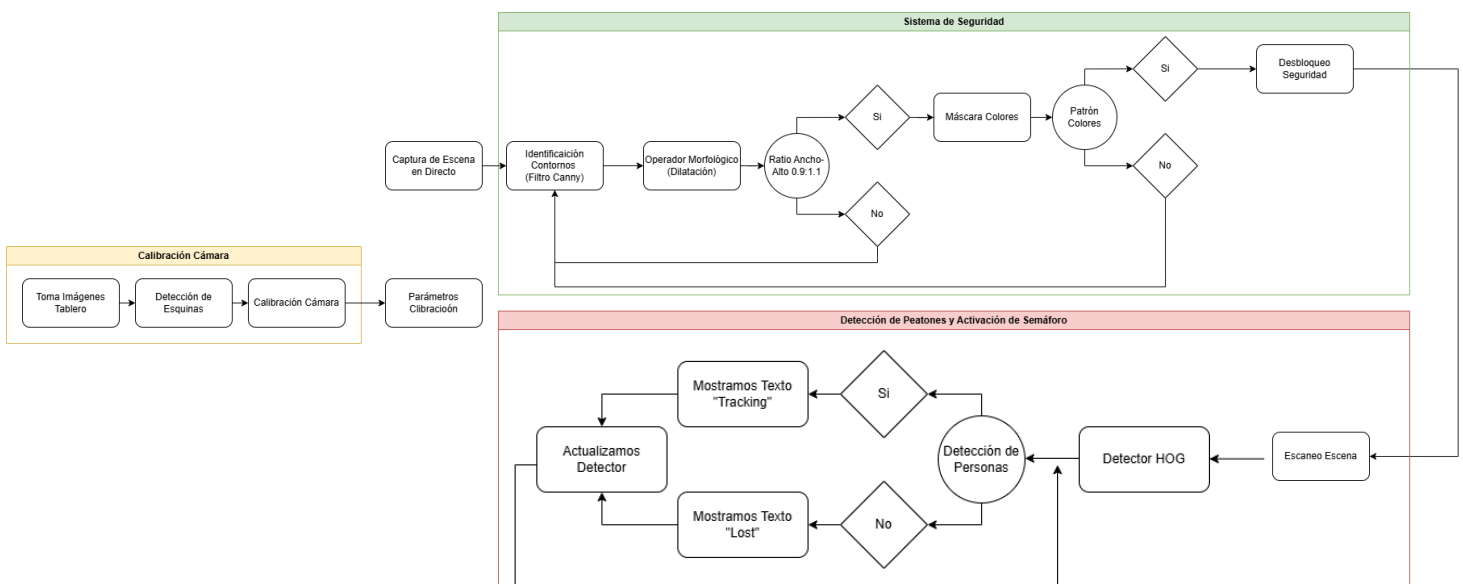 Sistema de Seguridad
Captura de Escena
en Directo
Identificaición
Contornos
(Filtro Canny)
Operador Morfológico
(Dilatación)
Ratio Ancho-
Alto 0.9:1.1
Si
No
Máscara Colores
Patrón
Colores
Si
No
Desbloqueo
Seguridad
Calibración Cámara
Toma Imágenes
Tablero
Detección de
Esquinas
Calibración Cámara
Parámetros
Clibracioón
Detección de Peatones y Activación de Semáforo
Escaneo Escena
Detector HOG
Detección de
Personas
Si
No
Mostramos Texto
"Tracking"
Mostramos Texto
"Lost"
Actualizamos
Detector